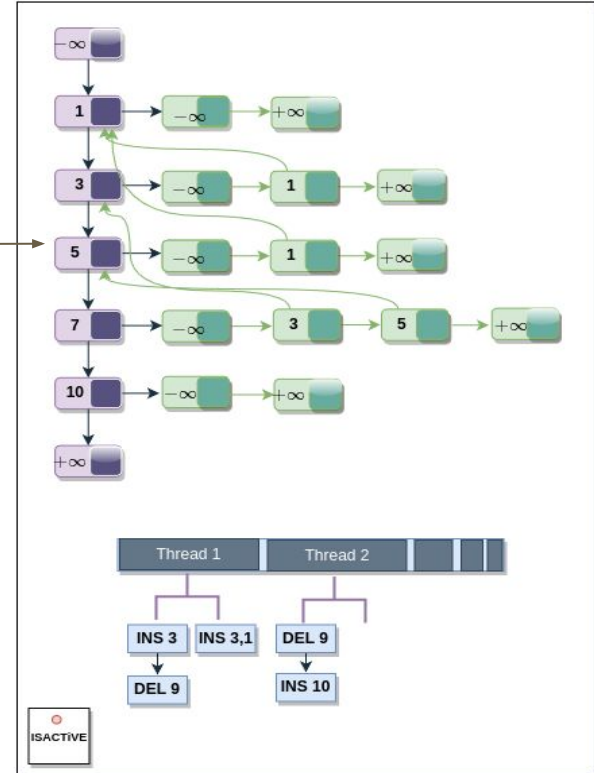 −∞
1 −∞ +∞
3 −∞ 1 +∞
5 −∞ 1 +∞
7 −∞ 3 5 +∞
10 −∞ +∞
+∞
Thread 1 Thread 2
INS 3 INS 3,1 DEL 9
DEL 9 INS 10
ISACTiVE